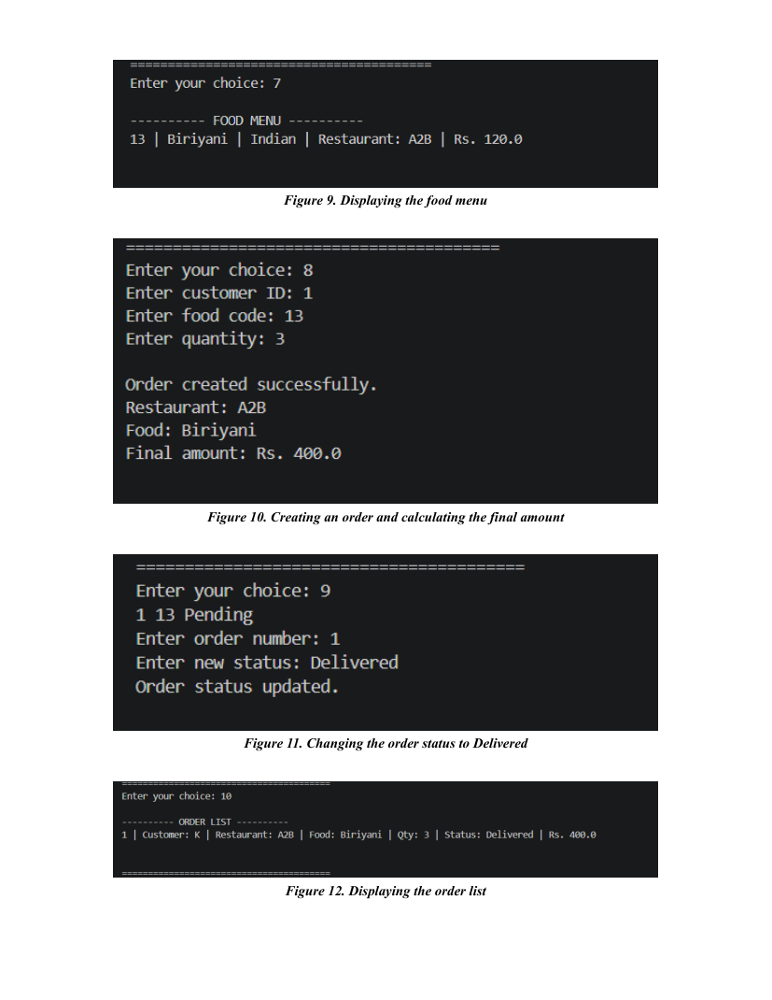 ========================================
Enter your choice: 7
---------- FOOD MENU ----------
13 | Biriyani | Indian | Restaurant: A2B | Rs. 120.0
Figure 9. Displaying the food menu
========================================
Enter your choice: 8
Enter customer ID: 1
Enter food code: 13
Enter quantity: 3
Order created successfully.
Restaurant: A2B
Food: Biriyani
Final amount: Rs. 400.0
Figure 10. Creating an order and calculating the final amount
========================================
Enter your choice: 9
1 13 Pending
Enter order number: 1
Enter new status: Delivered
Order status updated.
Figure 11. Changing the order status to Delivered
========================================
Enter your choice: 10
---------- ORDER LIST ----------
1 | Customer: K | Restaurant: A2B | Food: Biriyani | Qty: 3 | Status: Delivered | Rs. 400.0
========================================
Figure 12. Displaying the order list